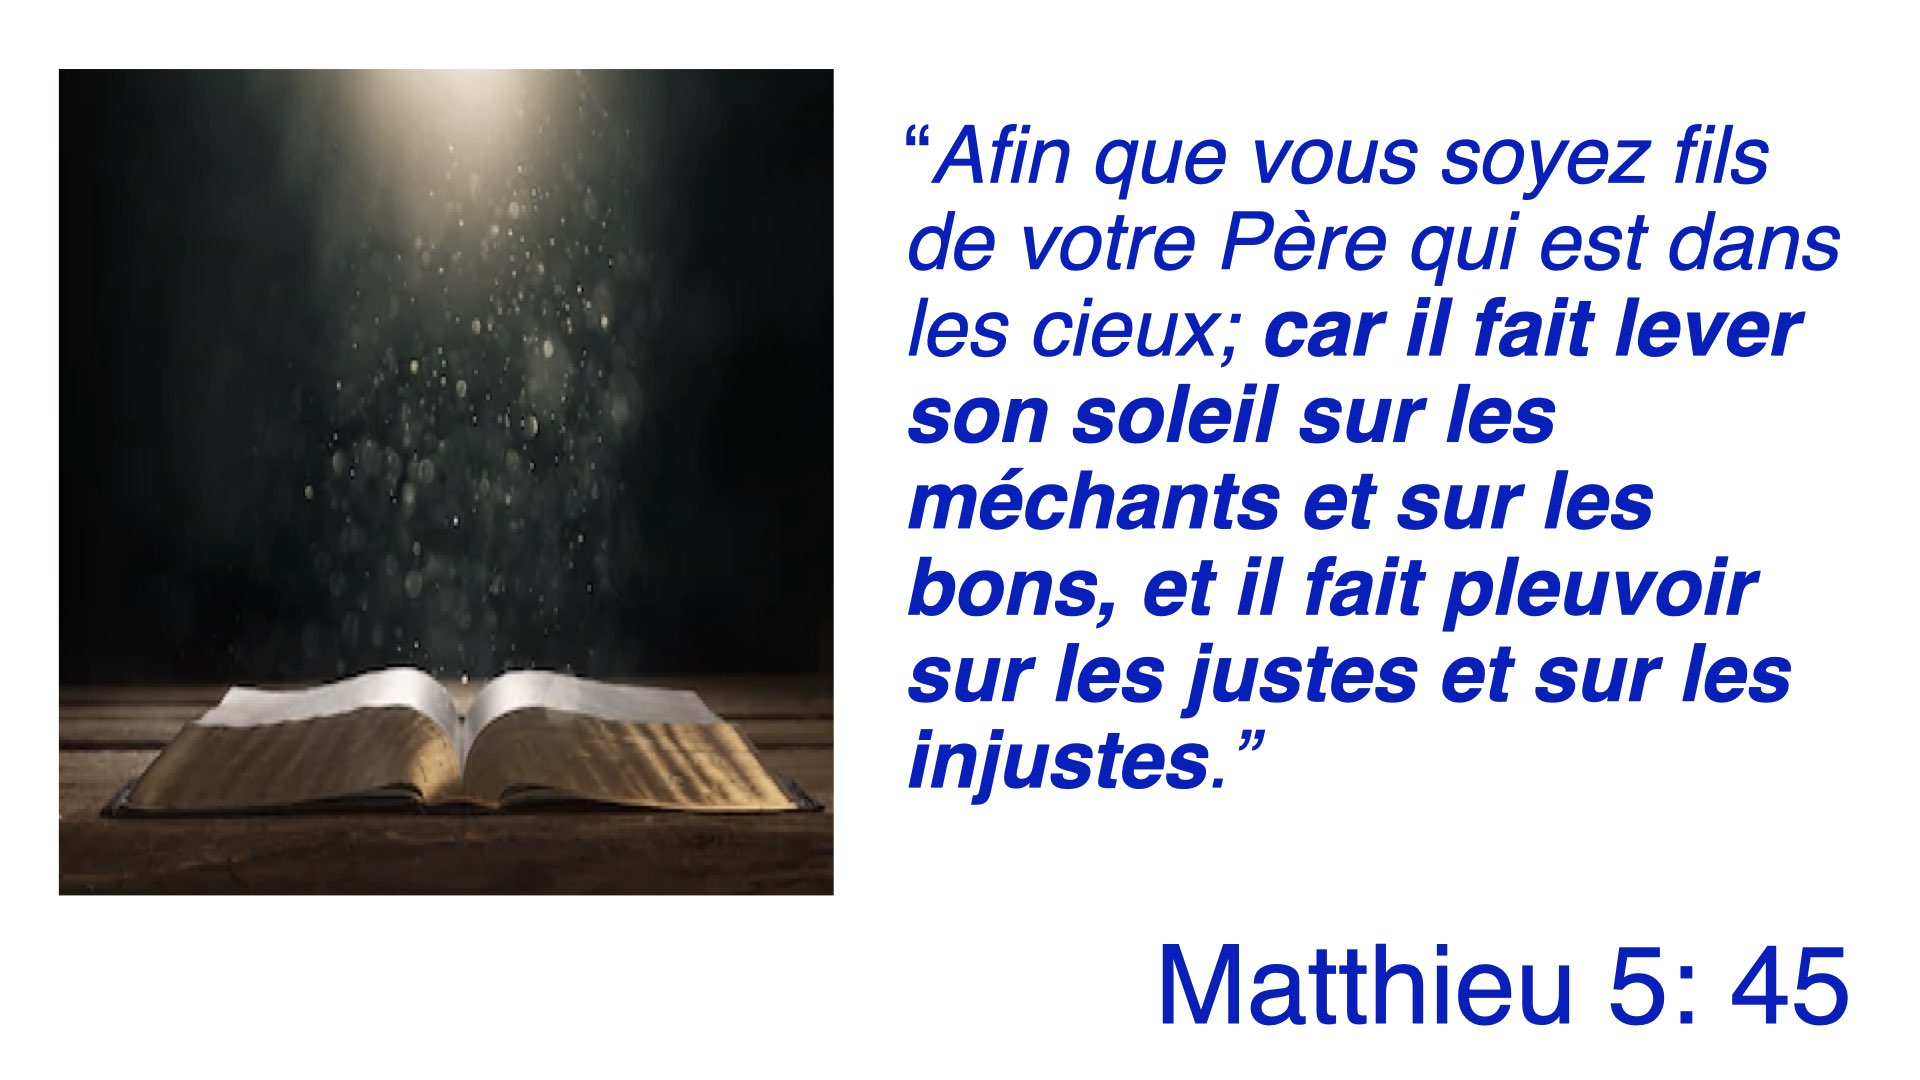 “Afin que vous soyez fils
de votre Père qui est dans
les cieux; car il fait lever
son soleil sur les
méchants et sur les
bons, et il fait pleuvoir
sur les justes et sur les
injustes.”
Matthieu 5: 45